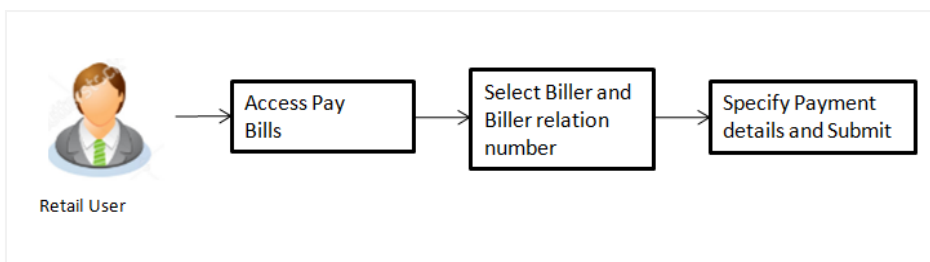 Access Pay
Bills
Select Biller and
Biller relation
number
Specify Payment
details and Submit
Retail User